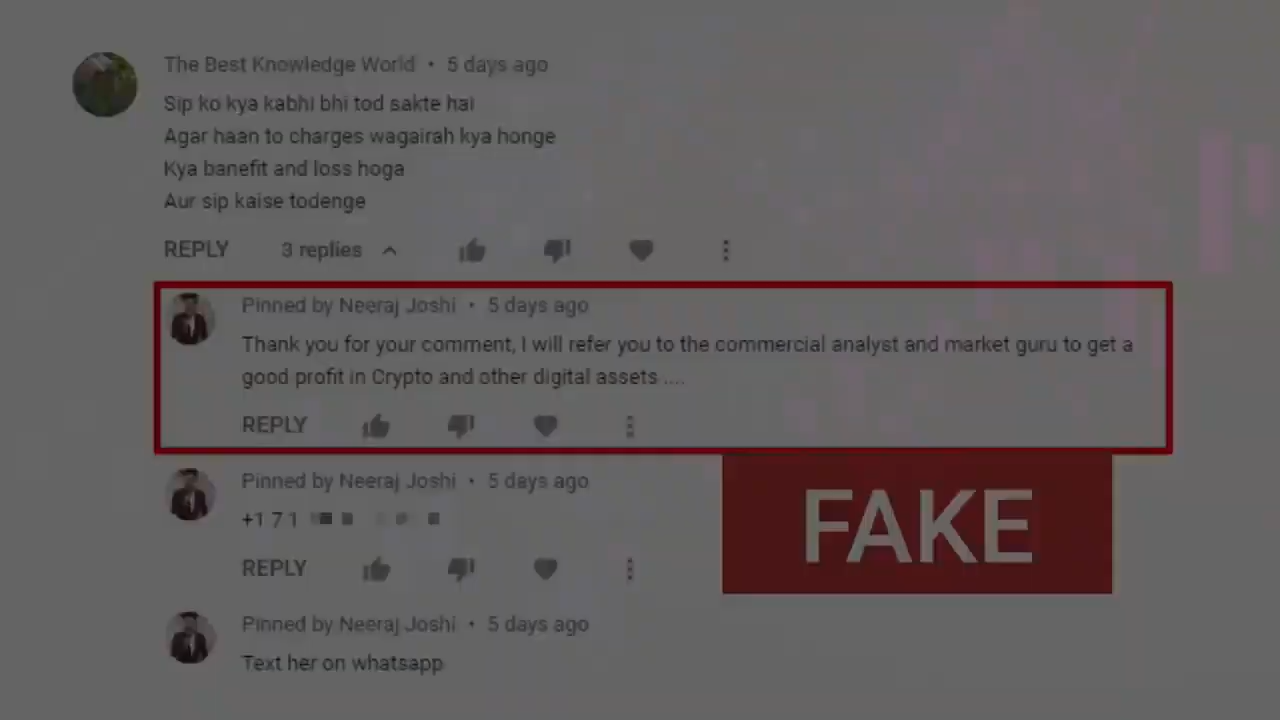 The Best Knowledge World • 5 days ago
Sip ko kya kabhi bhi tod sakte hai
Agar haan to charges wagairah kya honge
Kya banefit and loss hoga
Aur sip kaise todenge
REPLY 3 replies
Pinned by Neeraj Joshi • 5 days ago
Thank you for your comment, I will refer you to the commercial analyst and market guru to get a
good profit in Crypto and other digital assets ....
REPLY
Pinned by Neeraj Joshi • 5 days ago
+1 7 1
REPLY
FAKE
Pinned by Neeraj Joshi • 5 days ago
Text her on whatsapp